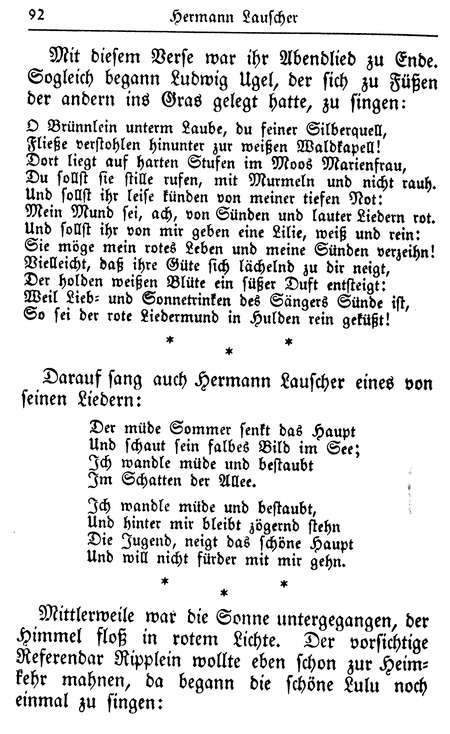 92 Hermann Lauscher
Mit diesem Verse war ihr Abendlied zu Ende.
Sogleich begann Ludwig Ugel, der sich zu Füßen
der andern ins Gras gelegt hatte, zu singen:
O Brünnlein unterm Laube, du feiner Silberquell,
Fließe verstohlen hinunter zur weißen Waldkapell!
Dort liegt auf harten Stufen im Moos Marienfrau,
Du sollst sie stille rufen, mit Murmeln und nicht rauh.
Und sollst ihr leise künden von meiner tiefen Not:
Mein Mund sei, ach, von Sünden und lauter Liedern rot.
Und sollst ihr von mir geben eine Lilie, weiß und rein:
Sie möge mein rotes Leben und meine Sünden verzeihn!
Vielleicht, daß ihre Güte sich lächelnd zu dir neigt,
Der holden weißen Blüte ein süßer Duft entsteigt:
Weil Lieb- und Sonnetrinken des Sängers Sünde ist,
So sei der rote Liedermund in Hulden rein geküßt!
* * *
Darauf sang auch Hermann Lauscher eines von
seinen Liedern:
Der müde Sommer senkt das Haupt
Und schaut sein falbes Bild im See;
Ich wandle müde und bestaubt
Im Schatten der Allee.
Ich wandle müde und bestaubt,
Und hinter mir bleibt zögernd stehn
Die Jugend, neigt das schöne Haupt
Und will nicht fürder mit mir gehn.
* * *
Mittlerweile war die Sonne untergegangen, der
Himmel floß in rotem Lichte. Der vorsichtige
Referendar Ripplein wollte eben schon zur Heim-
kehr mahnen, da begann die schöne Lulu noch
einmal zu singen: